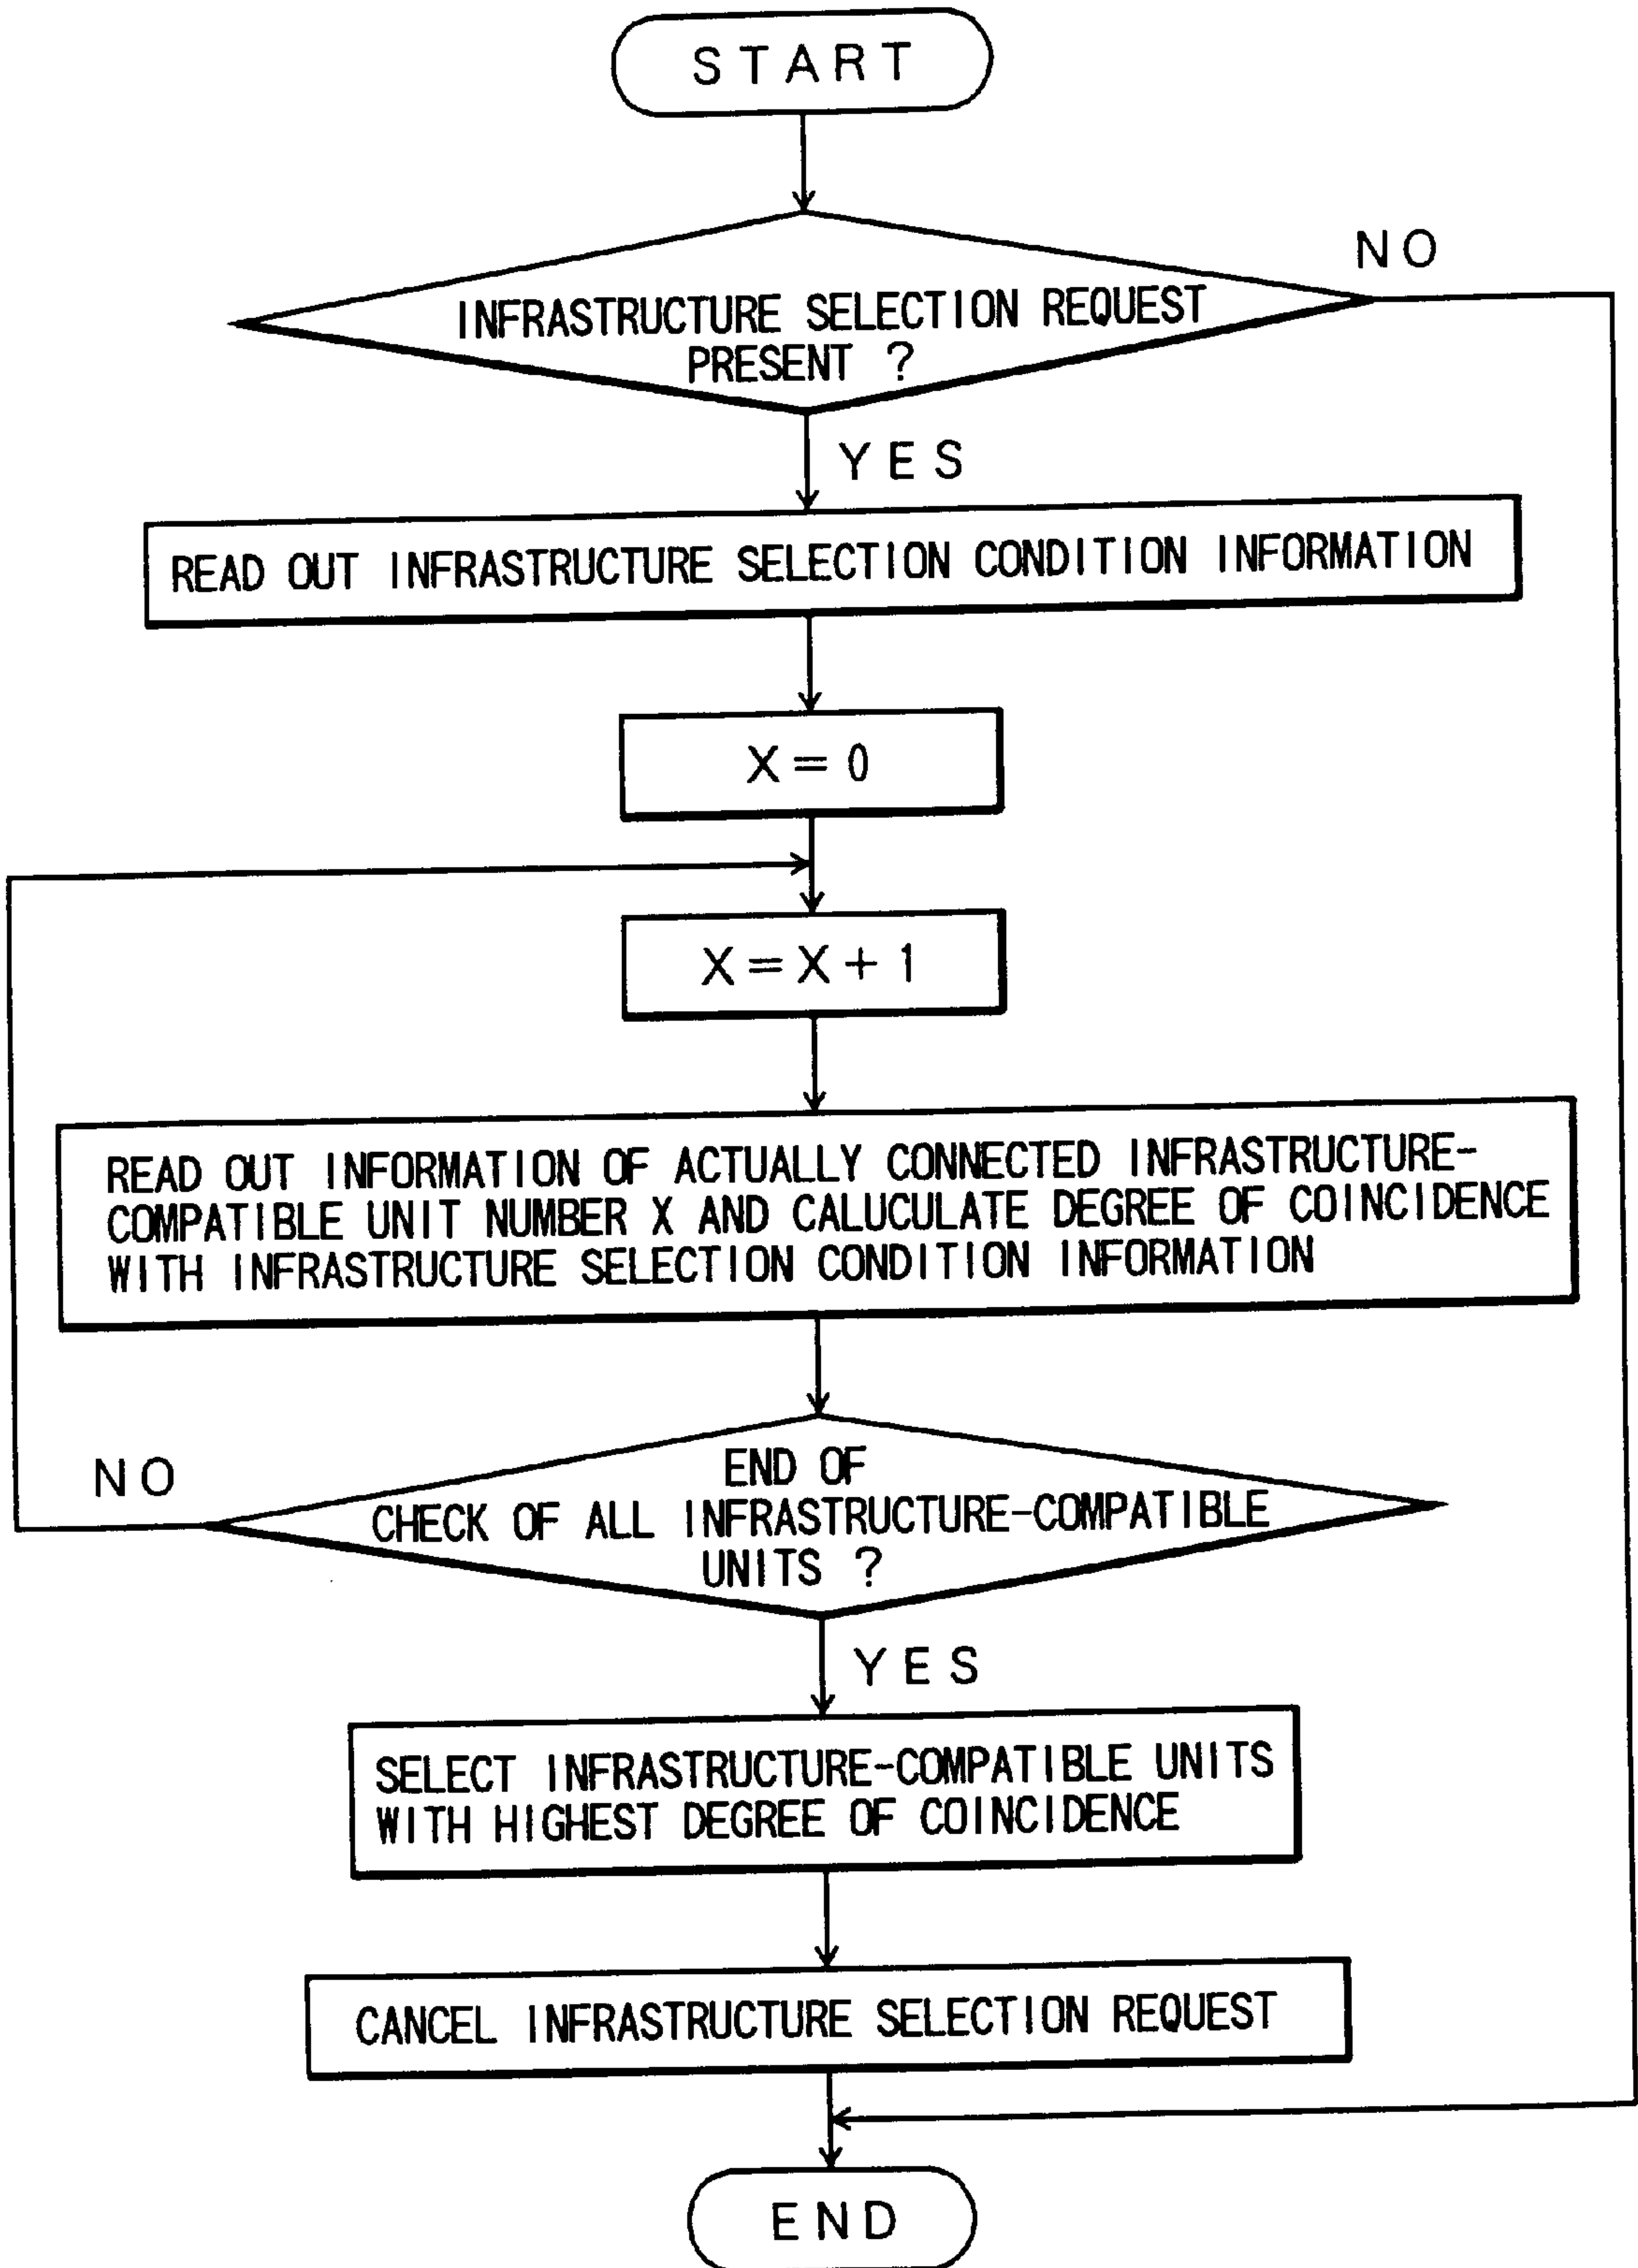 START
NO
INFRASTRUCTURE SELECTION REQUEST
PRESENT ?
YES
READ OUT INFRASTRUCTURE SELECTION CONDITION INFORMATION
X=0
X=X+1
READ OUT INFORMATION OF ACTUALLY CONNECTED INFRASTRUCTURE-
COMPATIBLE UNIT NUMBER X AND CALUCULATE DEGREE OF COINCIDENCE
WITH INFRASTRUCTURE SELECTION CONDITION INFORMATION
NO
END OF
CHECK OF ALL INFRASTRUCTURE-COMPATIBLE
UNITS ?
YES
SELECT INFRASTRUCTURE-COMPATIBLE UNITS
WITH HIGHEST DEGREE OF COINCIDENCE
CANCEL INFRASTRUCTURE SELECTION REQUEST
END